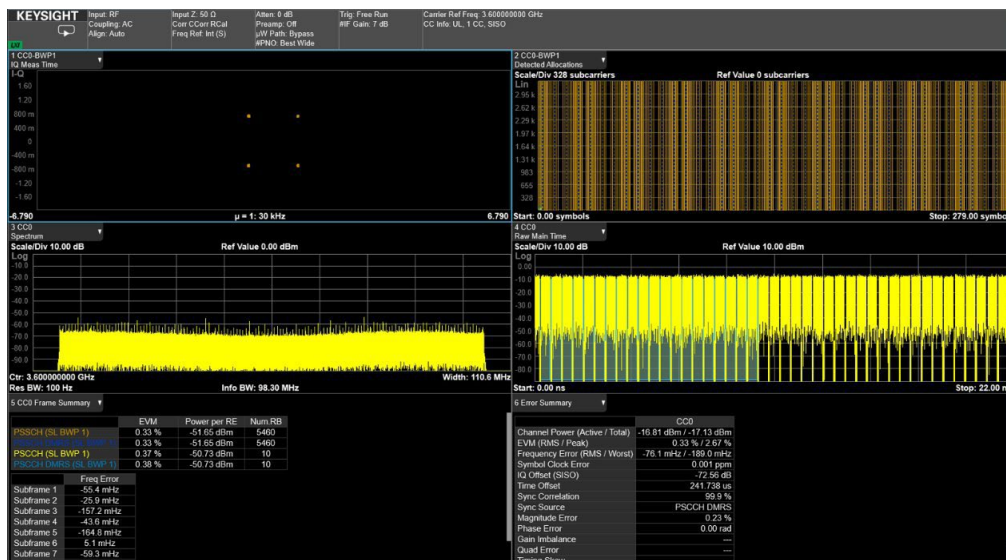 KEYSIGHT
Input: RF
Coupling: AC
Align: Auto
Input Z: 50 Ω
Corr CCorr RCal
Freq Ref: Int (S)
Atten: 0 dB
Preamp: Off
µW Path: Bypass
#PNO: Best Wide
Trig: Free Run
#IF Gain: 7 dB
Carrier Ref Freq: 3.600000000 GHz
CC Info: UL, 1 CC, SISO
1 CC0-BWP1
IQ Meas Time
I-Q
1.60
1.20
800 m
400 m
0
-400 m
-800 m
-1.20
-1.60
-6.790
µ = 1: 30 kHz
6.790
2 CC0-BWP1
Detected Allocations
Scale/Div 328 subcarriers
Ref Value 0 subcarriers
Lin
2.95 k
2.62 k
2.29 k
1.97 k
1.64 k
1.31 k
983
655
328
Start: 0.00 symbols
Stop: 279.00 symbo
3 CC0
Spectrum
Scale/Div 10.00 dB
Ref Value 0.00 dBm
Log
-10.0
-20.0
-30.0
-40.0
-50.0
-60.0
-70.0
-80.0
-90.0
Ctr: 3.600000000 GHz
Width: 110.6 MHz
Res BW: 100 Hz
Info BW: 98.30 MHz
4 CC0
Raw Main Time
Scale/Div 10.00 dB
Ref Value 10.00 dBm
Log
0.00
-10.0
-20.0
-30.0
-40.0
-50.0
-60.0
-70.0
-80.0
Start: 0.00 ns
Stop: 22.00 m
5 CC0 Frame Summary
EVM Power per RE Num.RB
PSSCH (SL BWP 1) 0.33 % -51.65 dBm 5460
0.33 % -51.65 dBm 5460
PSCCH (SL BWP 1) 0.37 % -50.73 dBm 10
PSCCH DMRS (SL BWP 1) 0.38 % -50.73 dBm 10
Freq Error
Subframe 1 -55.4 mHz
Subframe 2 -25.9 mHz
Subframe 3 -157.2 mHz
Subframe 4 -43.6 mHz
Subframe 5 -164.8 mHz
Subframe 6 5.1 mHz
Subframe 7 -59.3 mHz
6 Error Summary
CC0
Channel Power (Active / Total) -16.81 dBm / -17.13 dBm
EVM (RMS / Peak) 0.33 % / 2.67 %
Frequency Error (RMS / Worst) -76.1 mHz / -189.0 mHz
Symbol Clock Error 0.001 ppm
IQ Offset (SISO) -72.56 dB
Time Offset 241.738 us
Sync Correlation 99.9 %
Sync Source PSCCH DMRS
Magnitude Error 0.23 %
Phase Error 0.00 rad
Gain Imbalance ---
Quad Error ---